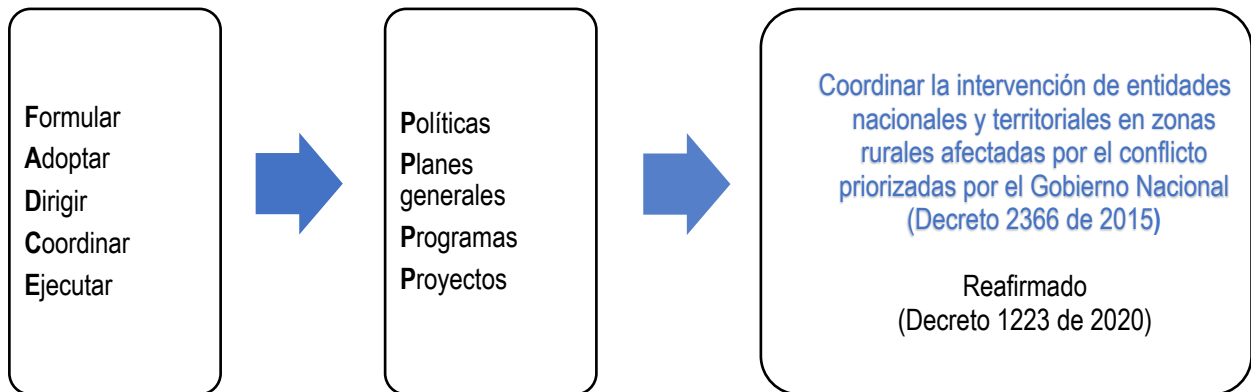 Formular
Adoptar
Dirigir
Coordinar
Ejecutar
Políticas
Planes
generales
Programas
Proyectos
Coordinar la intervención de entidades
nacionales y territoriales en zonas
rurales afectadas por el conflicto
priorizadas por el Gobierno Nacional
(Decreto 2366 de 2015)
Reafirmado
(Decreto 1223 de 2020)